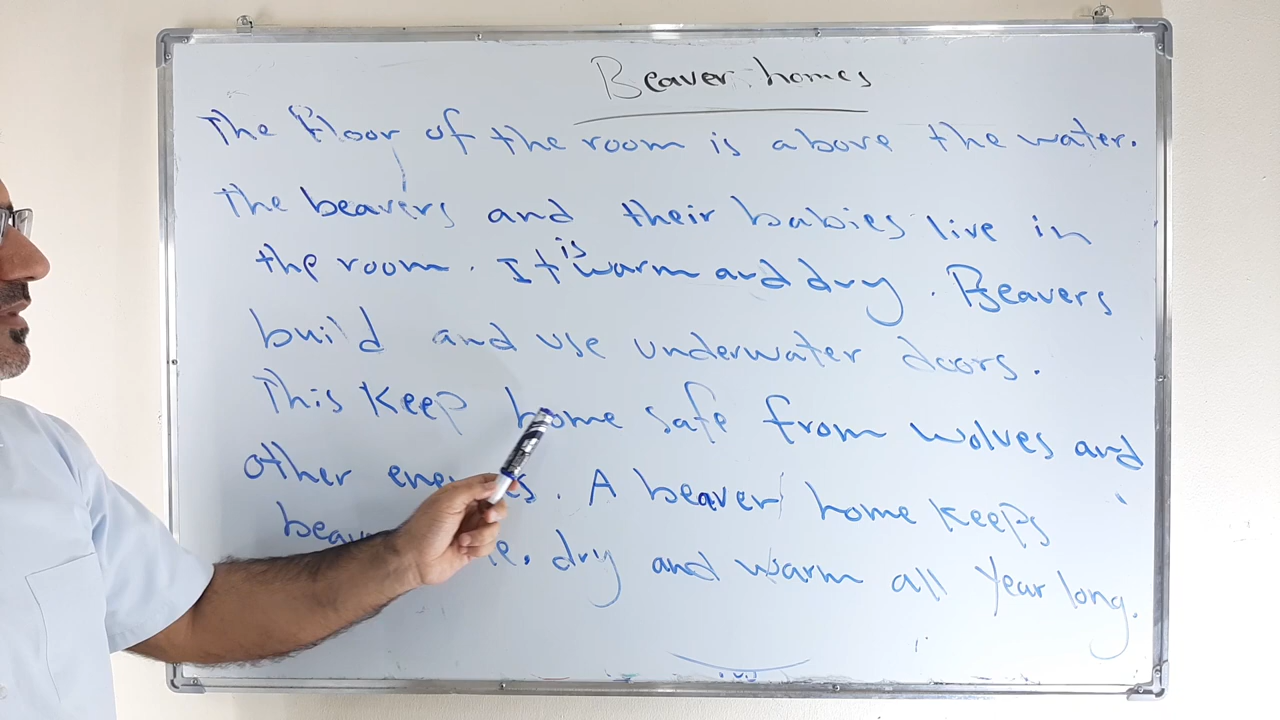 Beaver homes
The floor of the room is above the water.
The beavers and their babies live in
the room. It is warm and dry. Beavers
build and use underwater doors.
This Keep home safe from wolves and
other . A beaver home keeps
dry and warm all year long.